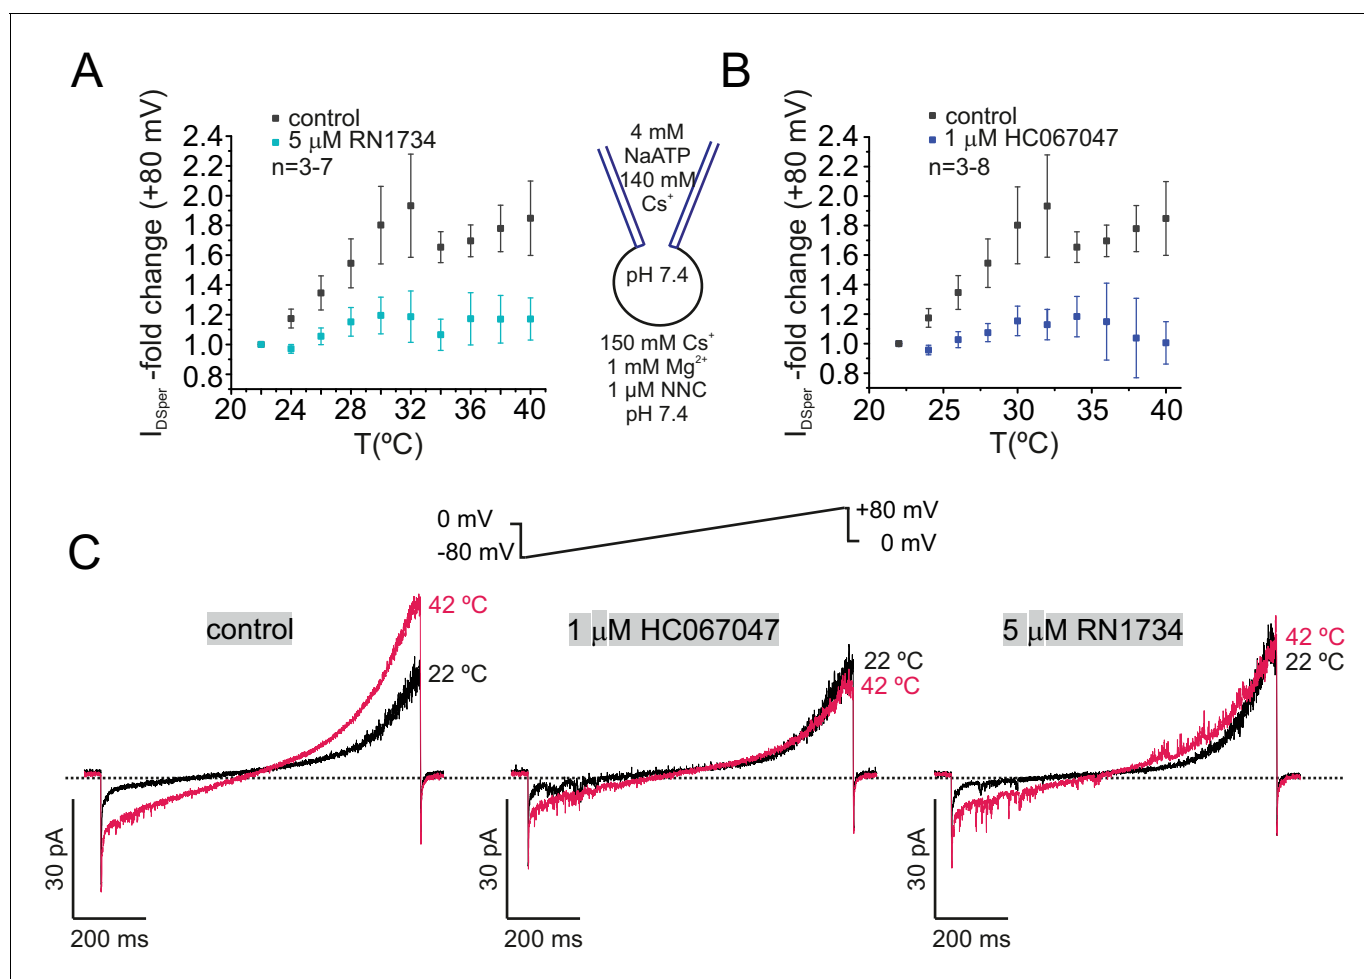 A
I_DSper -fold change (+80 mV)
control
5 μM RN1734
n=3-7
2.4
2.2
2.0
1.8
1.6
1.4
1.2
1.0
0.8
20 24 28 32 36 40
T(ºC)
4 mM
NaATP
140 mM
Cs⁺
pH 7.4
150 mM Cs⁺
1 mM Mg²⁺
1 µM NNC
pH 7.4
B
I_DSper -fold change (+80 mV)
control
1 μM HC067047
n=3-8
2.4
2.2
2.0
1.8
1.6
1.4
1.2
1.0
0.8
20 25 30 35 40
T(ºC)
C
0 mV
-80 mV
+80 mV
0 mV
control
42 ºC
22 ºC
30 pA
200 ms
1 μM HC067047
22 ºC
42 ºC
30 pA
200 ms
5 μM RN1734
42 ºC
22 ºC
30 pA
200 ms